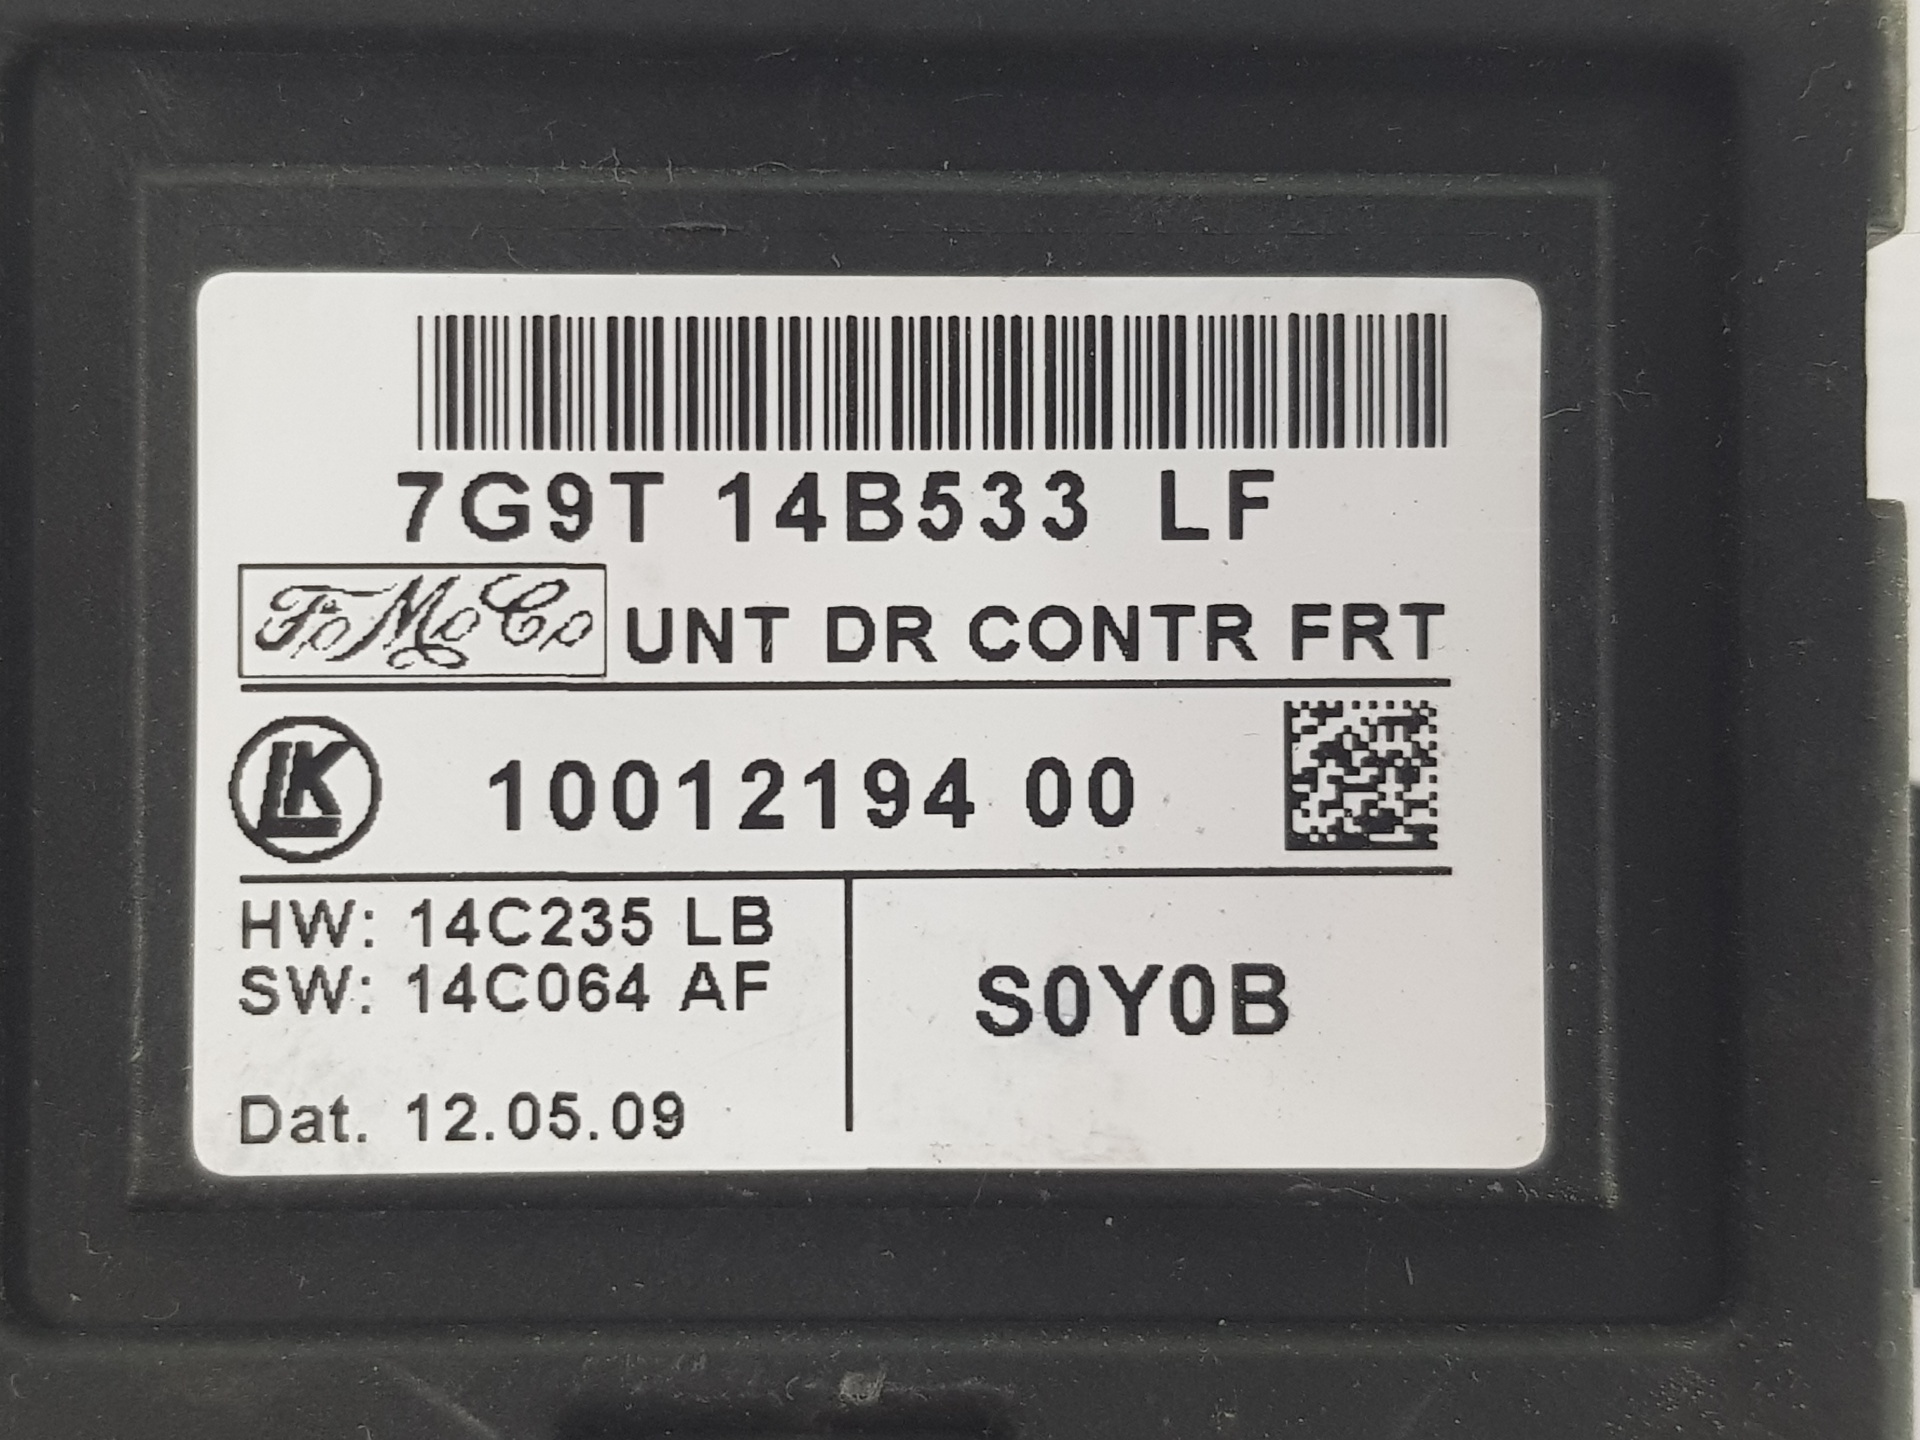 7G9T 14B533 LF
FoMoCo UNT DR CONTR FRT
LK 10012194 00
HW: 14C235 LB
SW: 14C064 AF
S0Y0B
Dat. 12.05.09